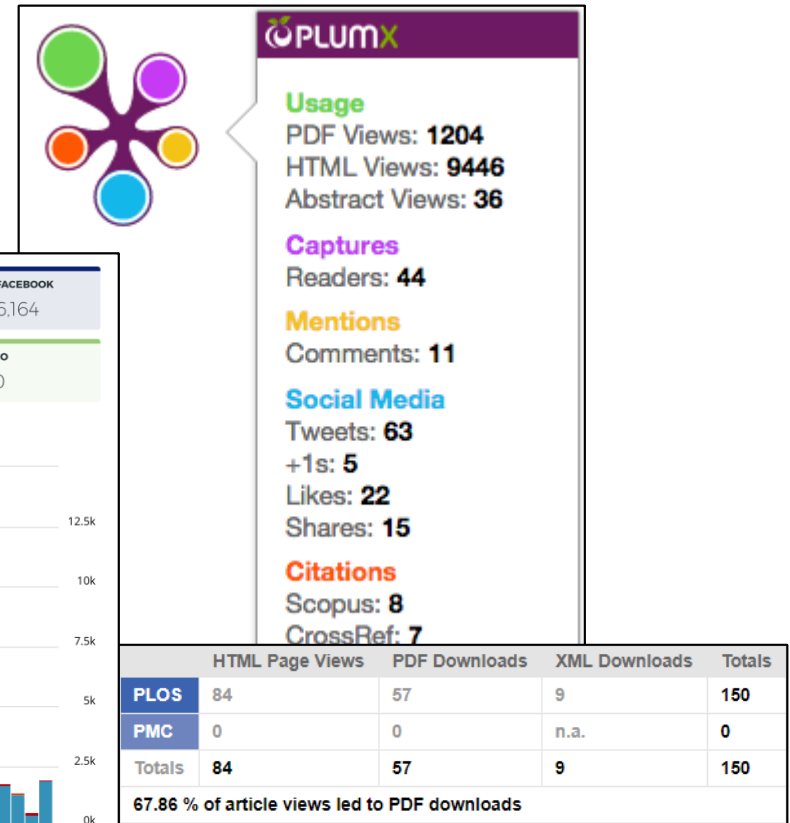 PLUMX
Usage
PDF Views: 1204
HTML Views: 9446
Abstract Views: 36
Captures
Readers: 44
Mentions
Comments: 11
Social Media
Tweets: 63
+1s: 5
Likes: 22
Shares: 15
Citations
Scopus: 8
CrossRef: 7
FACEBOOK
6,164
O
0
12.5k
10k
7.5k
5k
2.5k
0k
HTML Page Views PDF Downloads XML Downloads Totals
PLOS 84 57 9 150
PMC 0 0 n.a. 0
Totals 84 57 9 150
67.86 % of article views led to PDF downloads